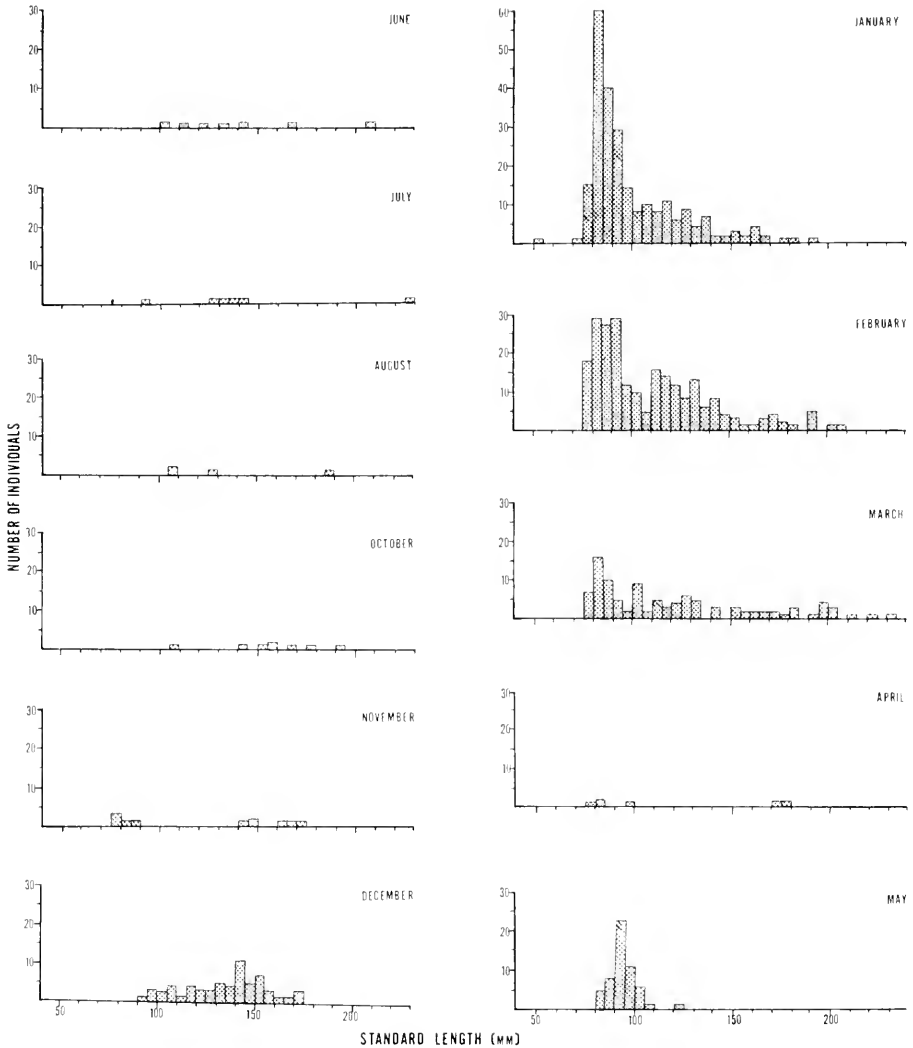 NUMBER OF INDIVIDUALS
JUNE
30
20
10
JULY
30
20
10
AUGUST
30
20
10
OCTOBER
30
20
10
NOVEMBER
30
20
10
DECEMBER
30
20
10
50 100 150 200
JANUARY
60
50
40
30
20
10
FEBRUARY
30
20
10
MARCH
30
20
10
APRIL
30
20
10
MAY
30
20
10
50 100 150 200
STANDARD LENGTH (MM)